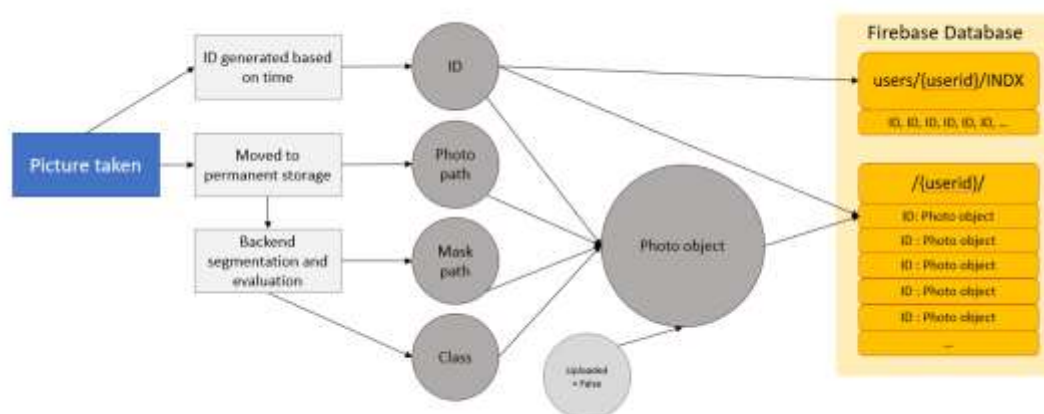 Picture taken
ID generated based
on time
Moved to
permanent storage
Backend
segmentation and
evaluation
ID
Photo
path
Mask
path
Class
Photo object
Uploaded
= False
Firebase Database
users/{userid}/INDX
ID, ID, ID, ID, ID, ID, ...
/{userid}/
ID: Photo object
ID : Photo object
ID : Photo object
ID : Photo object
ID : Photo object
...